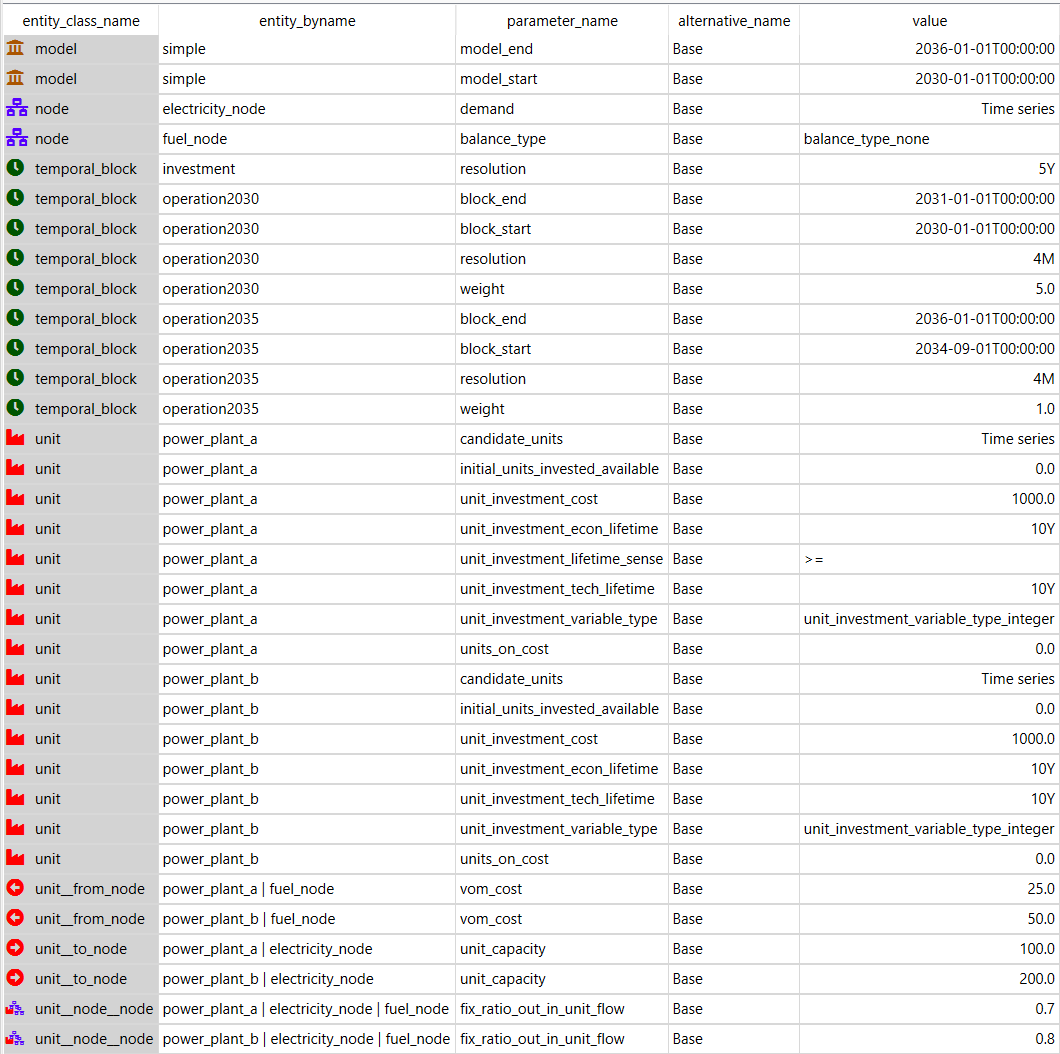 entity_class_name entity_byname parameter_name alternative_name value
model simple model_end Base 2036-01-01T00:00:00
model simple model_start Base 2030-01-01T00:00:00
node electricity_node demand Base Time series
node fuel_node balance_type Base balance_type_none
temporal_block investment resolution Base 5Y
temporal_block operation2030 block_end Base 2031-01-01T00:00:00
temporal_block operation2030 block_start Base 2030-01-01T00:00:00
temporal_block operation2030 resolution Base 4M
temporal_block operation2030 weight Base 5.0
temporal_block operation2035 block_end Base 2036-01-01T00:00:00
temporal_block operation2035 block_start Base 2034-09-01T00:00:00
temporal_block operation2035 resolution Base 4M
temporal_block operation2035 weight Base 1.0
unit power_plant_a candidate_units Base Time series
unit power_plant_a initial_units_invested_available Base 0.0
unit power_plant_a unit_investment_cost Base 1000.0
unit power_plant_a unit_investment_econ_lifetime Base 10Y
unit power_plant_a unit_investment_lifetime_sense Base >=
unit power_plant_a unit_investment_tech_lifetime Base 10Y
unit power_plant_a unit_investment_variable_type Base unit_investment_variable_type_integer
unit power_plant_a units_on_cost Base 0.0
unit power_plant_b candidate_units Base Time series
unit power_plant_b initial_units_invested_available Base 0.0
unit power_plant_b unit_investment_cost Base 1000.0
unit power_plant_b unit_investment_econ_lifetime Base 10Y
unit power_plant_b unit_investment_tech_lifetime Base 10Y
unit power_plant_b unit_investment_variable_type Base unit_investment_variable_type_integer
unit power_plant_b units_on_cost Base 0.0
unit__from_node power_plant_a | fuel_node vom_cost Base 25.0
unit__from_node power_plant_b | fuel_node vom_cost Base 50.0
unit__to_node power_plant_a | electricity_node unit_capacity Base 100.0
unit__to_node power_plant_b | electricity_node unit_capacity Base 200.0
unit__node__node power_plant_a | electricity_node | fuel_node fix_ratio_out_in_unit_flow Base 0.7
unit__node__node power_plant_b | electricity_node | fuel_node fix_ratio_out_in_unit_flow Base 0.8